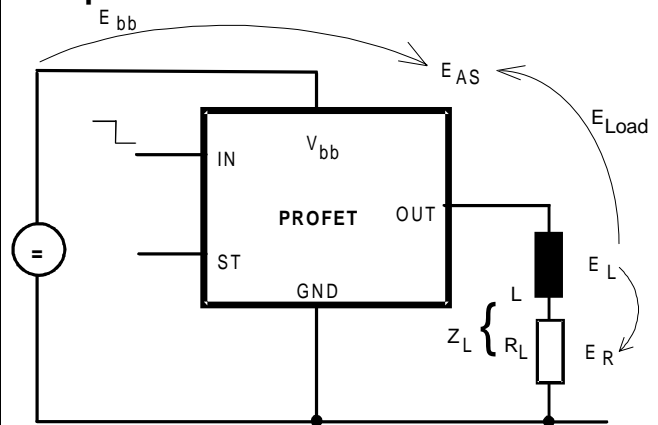 E bb
E AS
E Load
V bb
IN
PROFET
OUT
ST
GND
=
L
E L
Z L { R L
E R